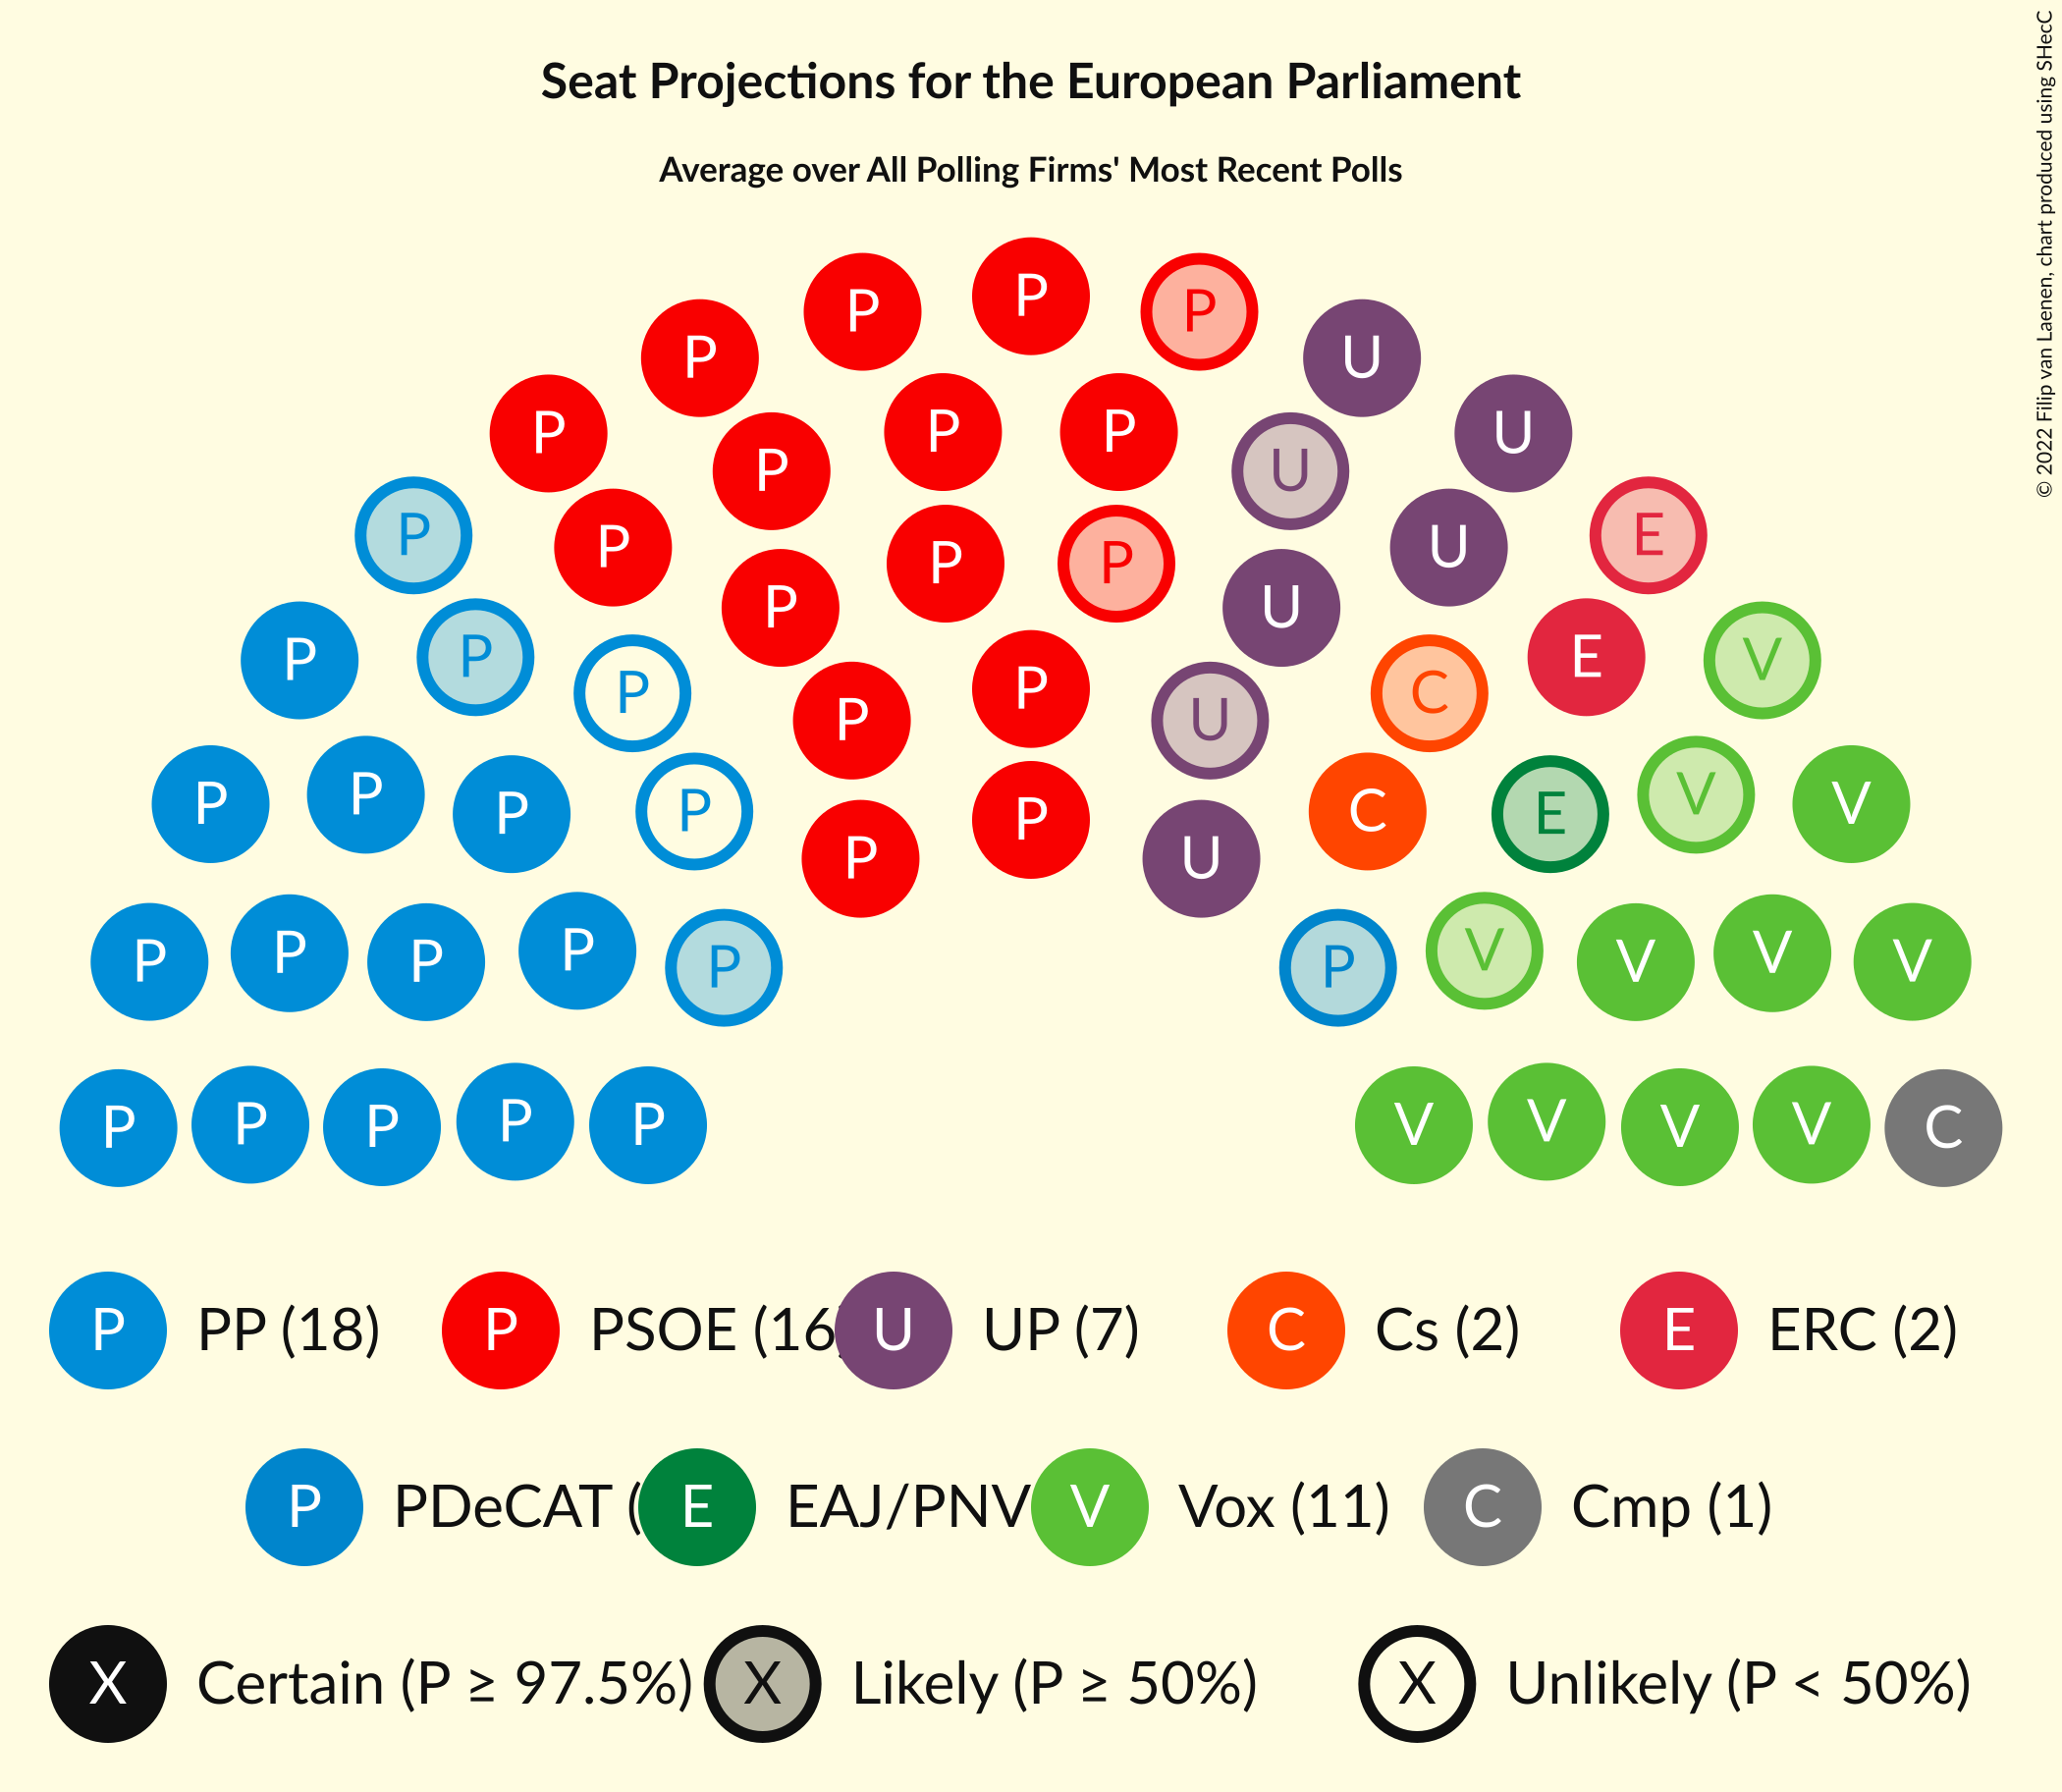 Seat Projections for the European Parliament
Average over All Polling Firms' Most Recent Polls
© 2022 Filip van Laenen, chart produced using SHecC
P P P
P P U
P P P U U
P P U U
P P P P U E
P P P U C E V
P P P P P U C E V V
P P P P P P V V V V
P P P P P V V V V C
P PP (18) P PSOE (16 U UP (7) C Cs (2) E ERC (2)
P PDeCAT ( E EAJ/PNV V Vox (11) C Cmp (1)
X Certain (P ≥ 97.5%) X Likely (P ≥ 50%) X Unlikely (P < 50%)